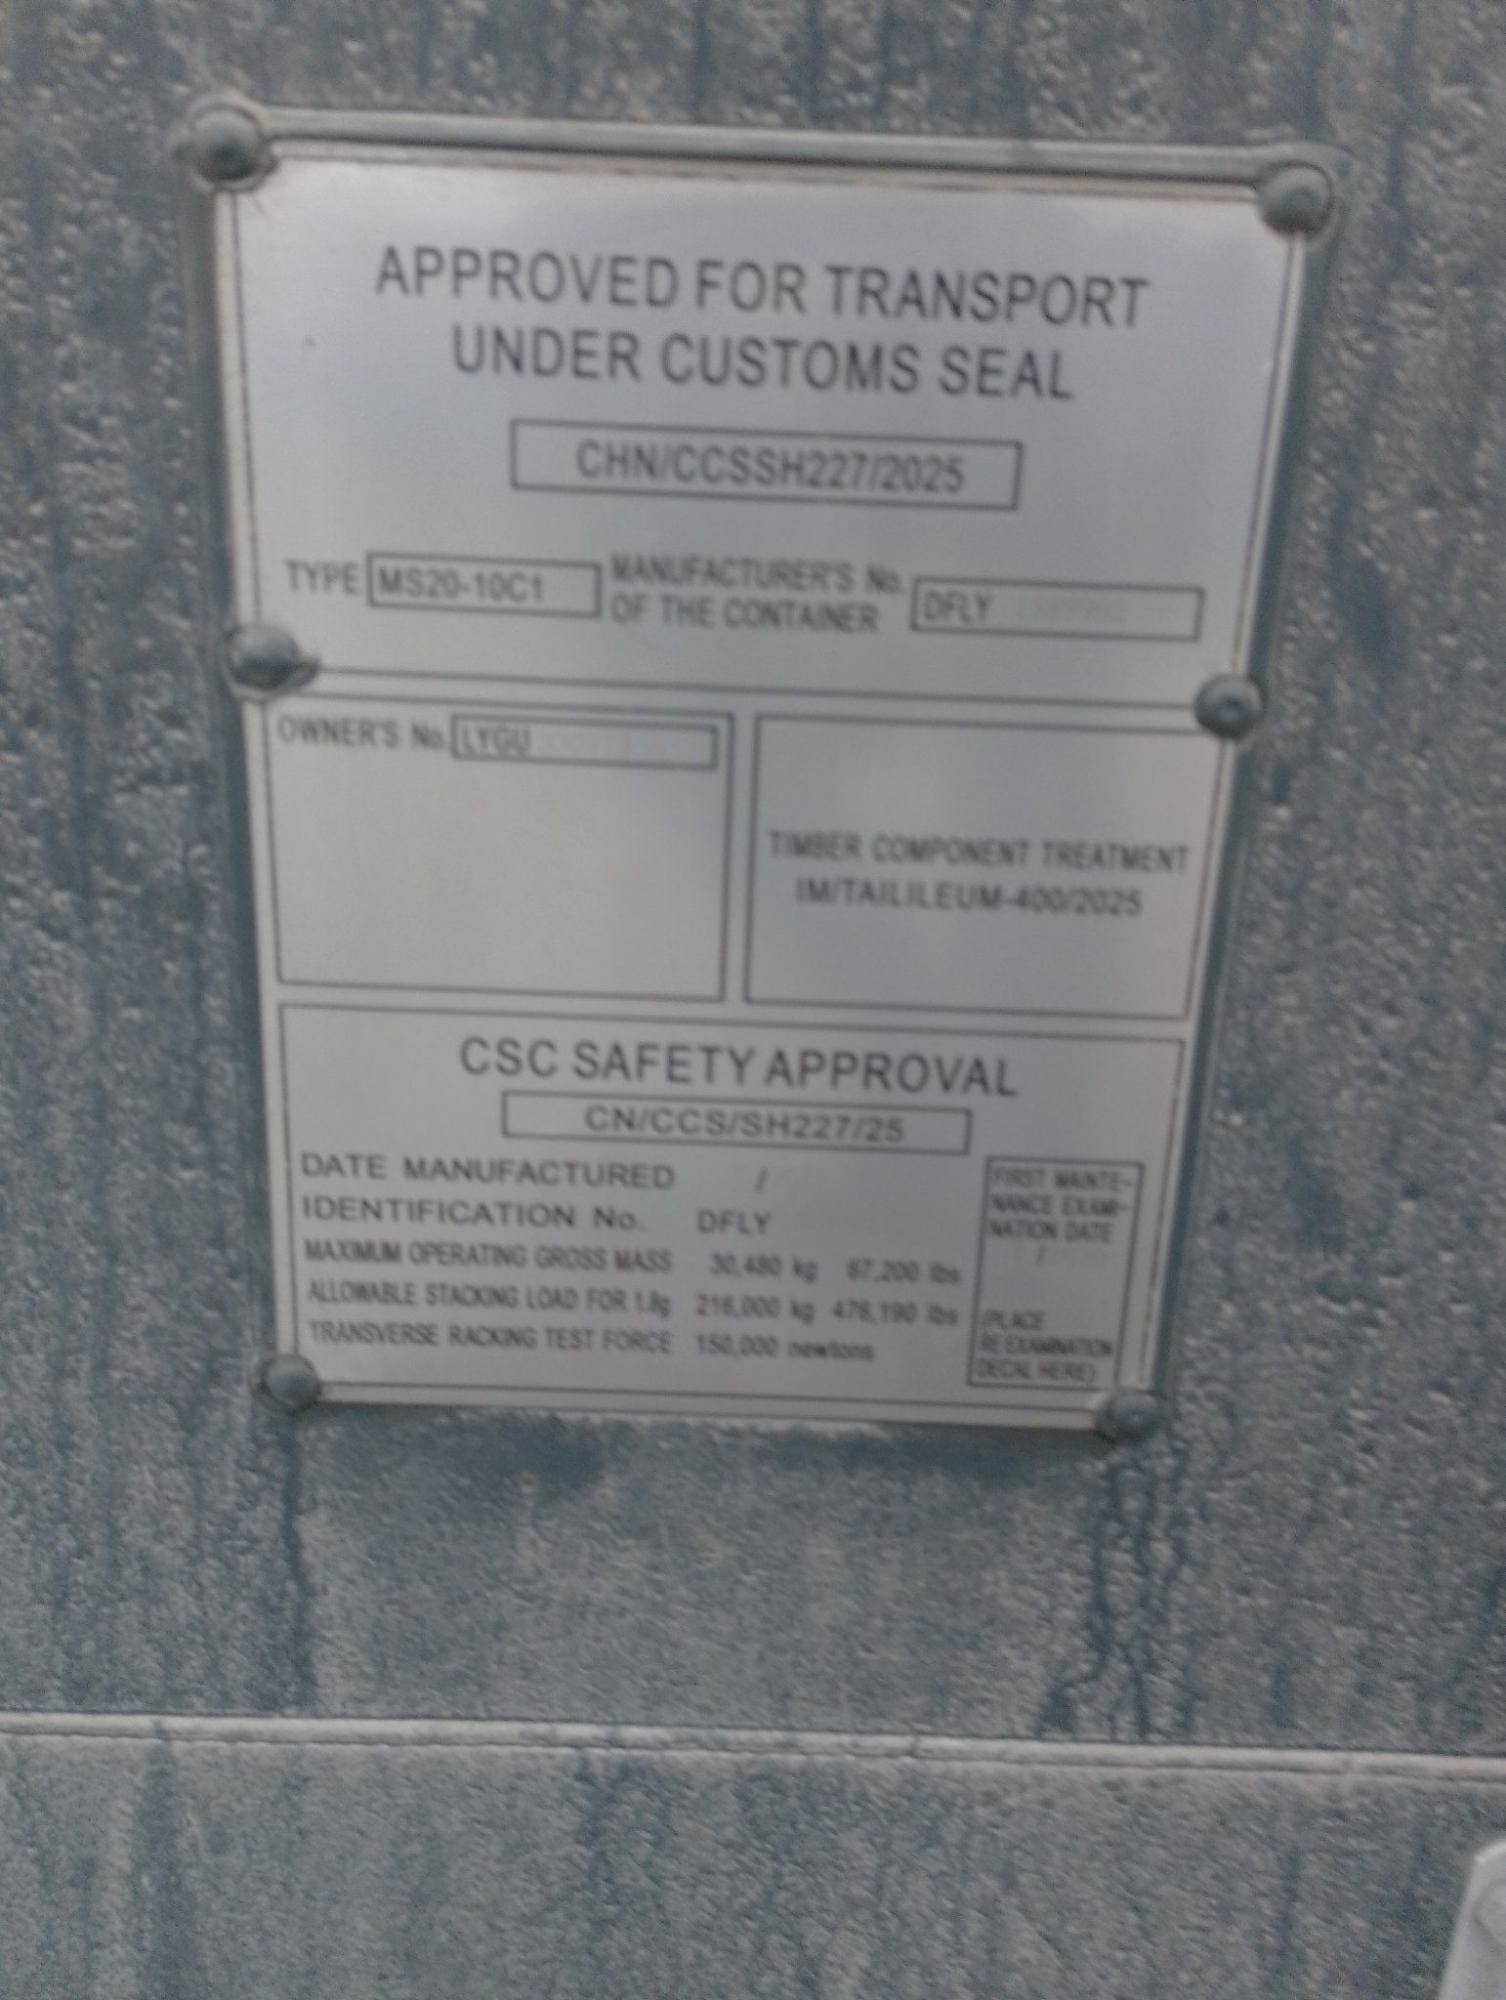 APPROVED FOR TRANSPORT
UNDER CUSTOMS SEAL
CHN/CCSSH227/2025
TYPE MS20-10C1 MANUFACTURER'S No. OF THE CONTAINER DFLY
OWNER'S No. LYGU
TIMBER COMPONENT TREATMENT
IM/TAILILEUM-400/2025
CSC SAFETY APPROVAL
CN/CCS/SH227/25
DATE MANUFACTURED /
IDENTIFICATION No. DFLY
MAXIMUM OPERATING GROSS MASS 30,480 kg 67,200 lbs
ALLOWABLE STACKING LOAD FOR 1.8g 216,000 kg 476,190 lbs
TRANSVERSE RACKING TEST FORCE 150,000 newtons
FIRST MAINTE-
NANCE EXAMI-
NATION DATE
/
(PLACE
RE EXAMINATION
DECAL HERE)